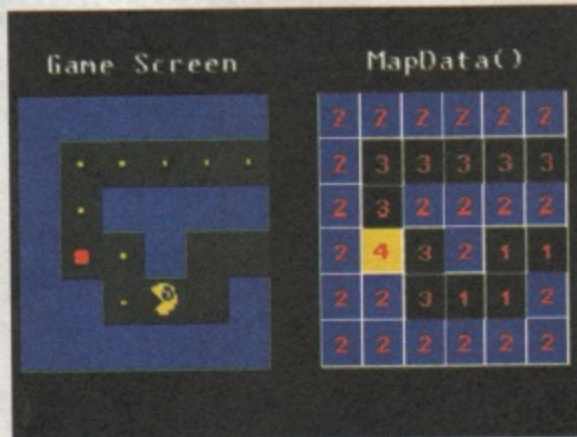 Game Screen
MapData()
2 2 2 2 2 2
2 3 3 3 3 3
2 3 2 2 2 2
2 4 3 2 1 1
2 2 3 1 1 2
2 2 2 2 2 2